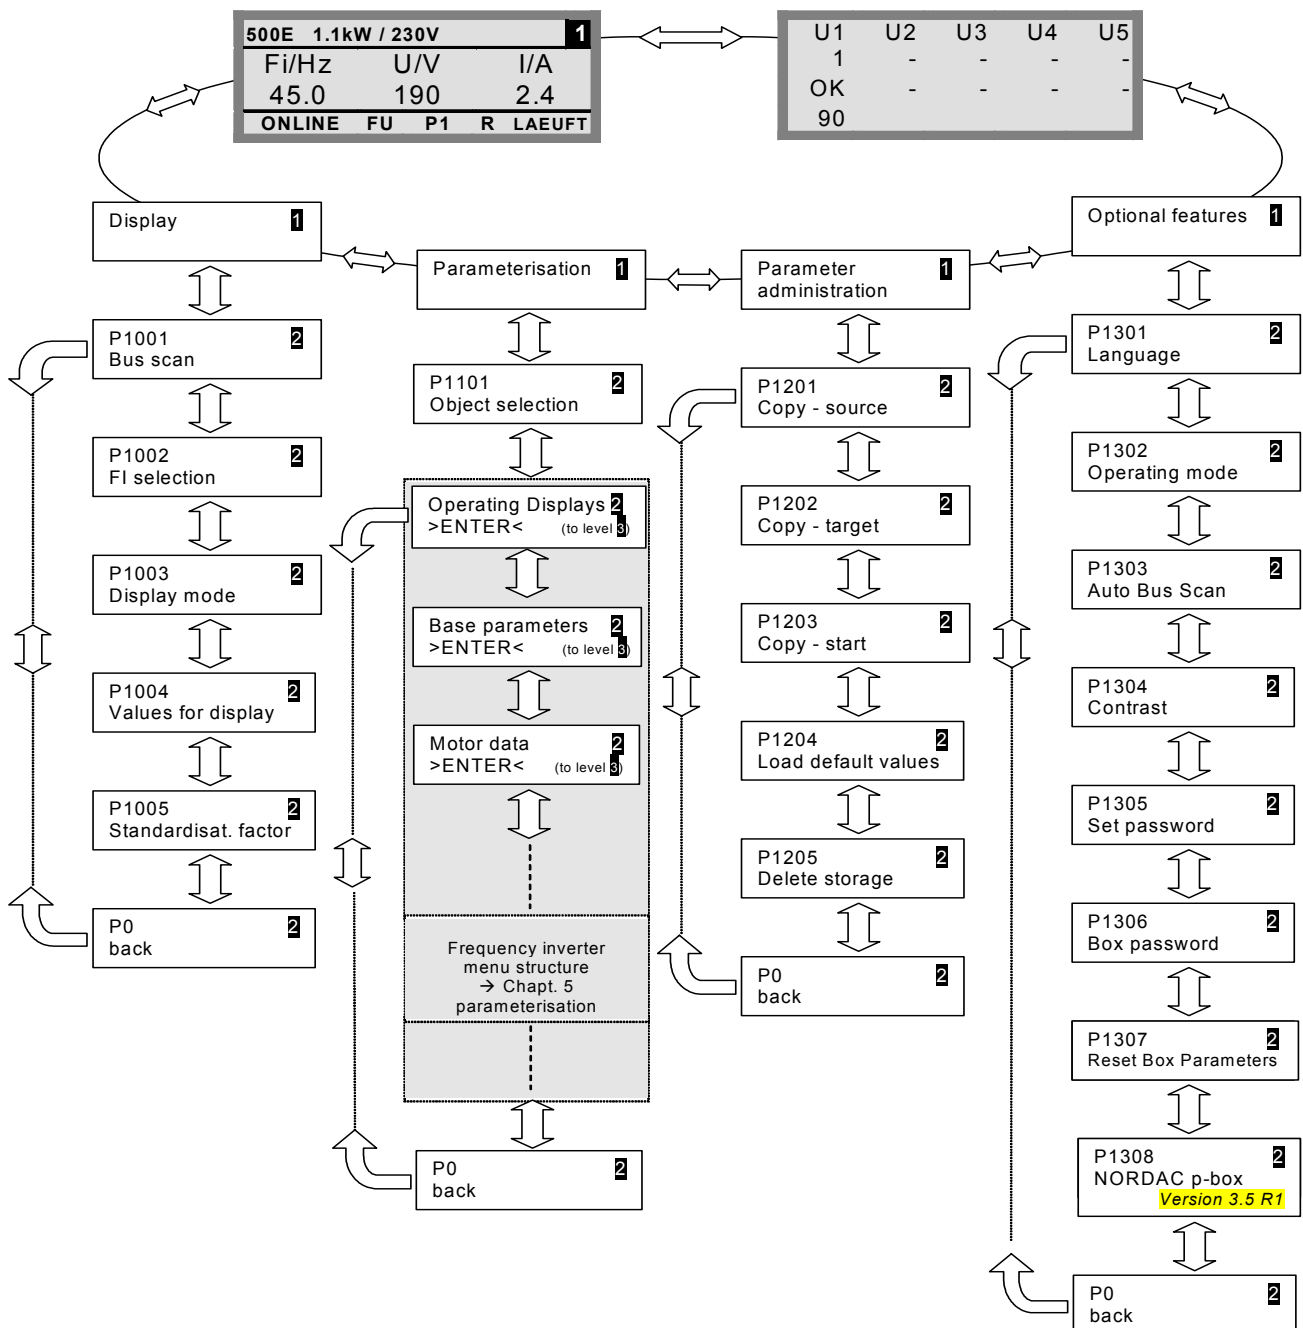 500E 1.1kW / 230V 1
Fi/Hz U/V I/A
45.0 190 2.4
ONLINE FU P1 R LAEUFT
U1 U2 U3 U4 U5
1 - - - -
OK - - - -
90
Display 1
P1001 2
Bus scan
P1002 2
FI selection
P1003 2
Display mode
P1004 2
Values for display
P1005 2
Standardisat. factor
P0 2
back
Parameterisation 1
P1101 2
Object selection
Operating Displays 2
>ENTER< (to level 3)
Base parameters 2
>ENTER< (to level 3)
Motor data 2
>ENTER< (to level 3)
Frequency inverter
menu structure
→ Chapt. 5
parameterisation
P0 2
back
Parameter 1
administration
P1201 2
Copy - source
P1202 2
Copy - target
P1203 2
Copy - start
P1204 2
Load default values
P1205 2
Delete storage
P0 2
back
Optional features 1
P1301 2
Language
P1302 2
Operating mode
P1303 2
Auto Bus Scan
P1304 2
Contrast
P1305 2
Set password
P1306 2
Box password
P1307 2
Reset Box Parameters
P1308 2
NORDAC p-box
Version 3.5 R1
P0 2
back